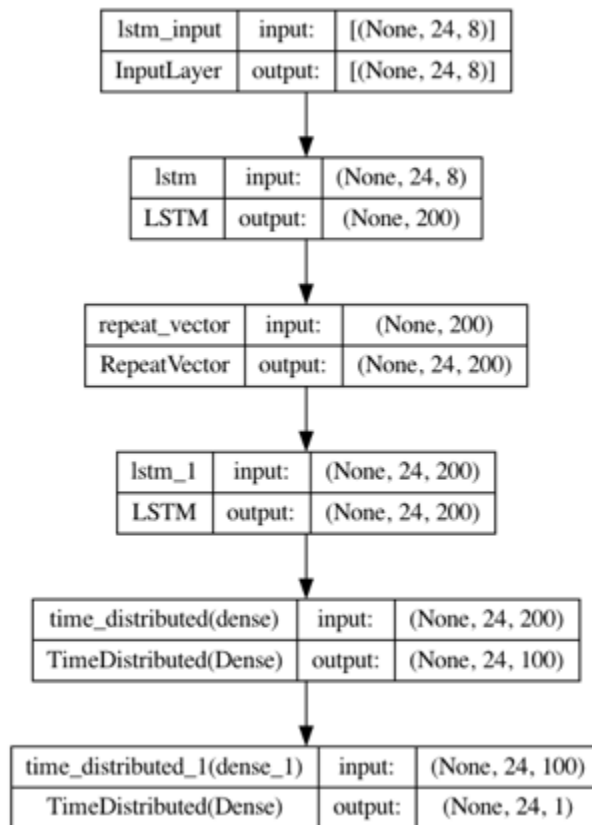 lstm_input input: [(None, 24, 8)]
InputLayer output: [(None, 24, 8)]
lstm input: (None, 24, 8)
LSTM output: (None, 200)
repeat_vector input: (None, 200)
RepeatVector output: (None, 24, 200)
lstm_1 input: (None, 24, 200)
LSTM output: (None, 24, 200)
time_distributed(dense) input: (None, 24, 200)
TimeDistributed(Dense) output: (None, 24, 100)
time_distributed_1(dense_1) input: (None, 24, 100)
TimeDistributed(Dense) output: (None, 24, 1)